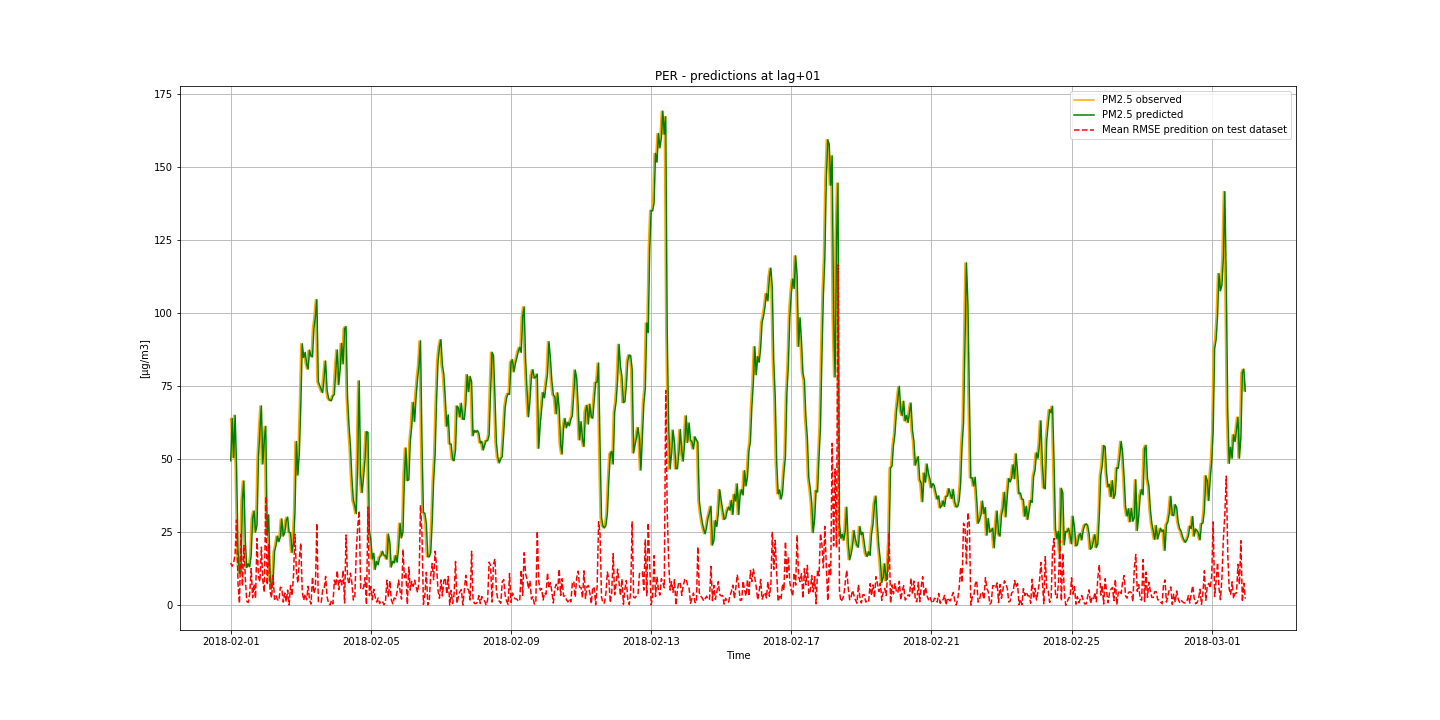 PER - predictions at lag+01
PM2.5 observed
PM2.5 predicted
Mean RMSE predition on test dataset
175
150
125
100
75
50
25
0
[µg/m3]
2018-02-01 2018-02-05 2018-02-09 2018-02-13 2018-02-17 2018-02-21 2018-02-25 2018-03-01
Time